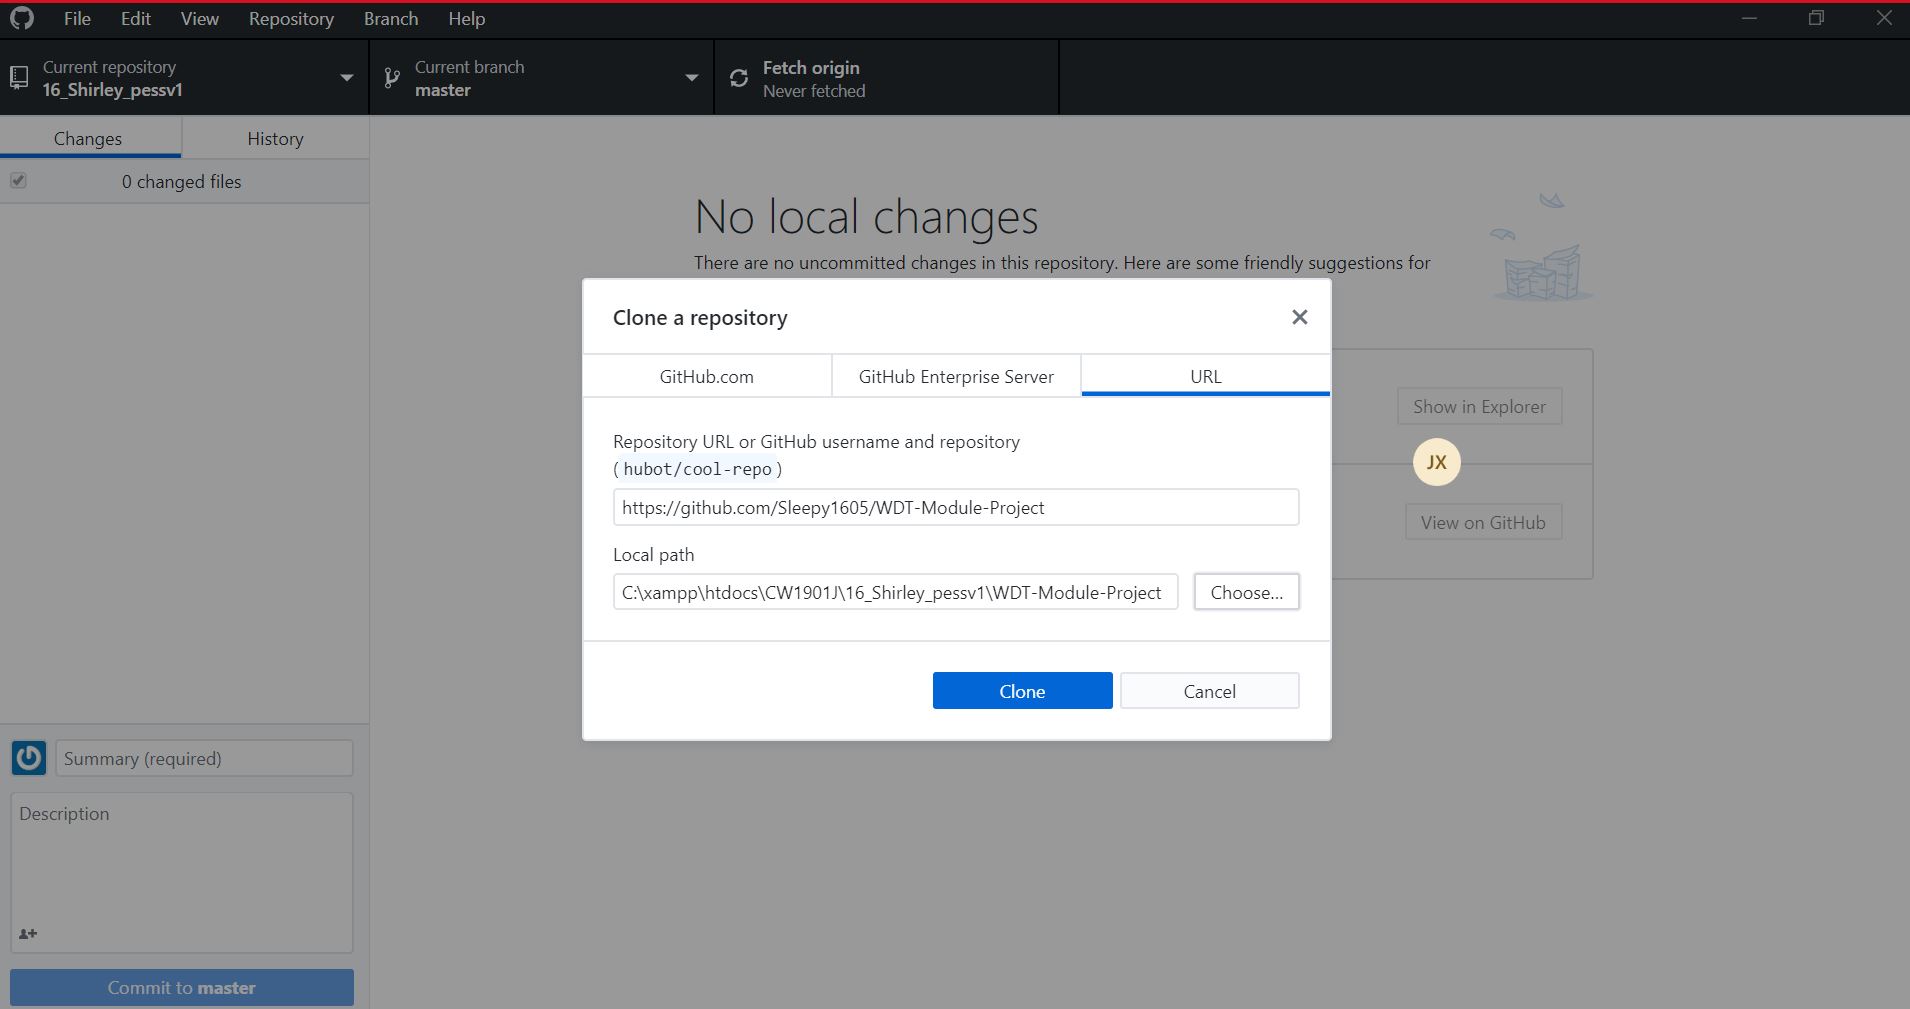 File Edit View Repository Branch Help
Current repository
16_Shirley_pessv1
Current branch
master
Fetch origin
Never fetched
Changes
History
0 changed files
No local changes
There are no uncommitted changes in this repository. Here are some friendly suggestions for
Clone a repository
GitHub.com
GitHub Enterprise Server
URL
Repository URL or GitHub username and repository
(hubot/cool-repo)
https://github.com/Sleepy1605/WDT-Module-Project
Local path
C:\xampp\htdocs\CW1901J\16_Shirley_pessv1\WDT-Module-Project
Choose...
Clone
Cancel
Show in Explorer
JX
View on GitHub
Summary (required)
Description
Commit to master